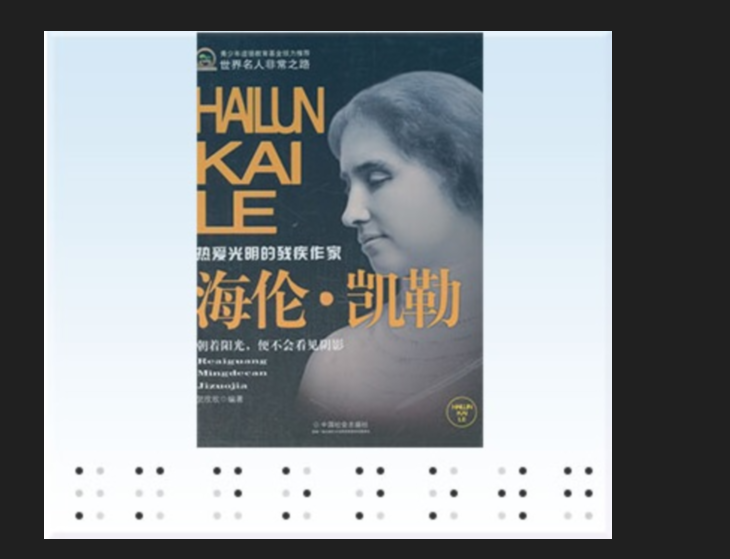 世界名人非常之路
HAILUN
KAI
LE
热爱光明的残疾作家
海伦·凯勒
朝着阳光，便不会看见阴影
Reaiguang
Mingdecan
Jizuojia
◎编著
中国社会出版社
HAILUN
KAI
LE